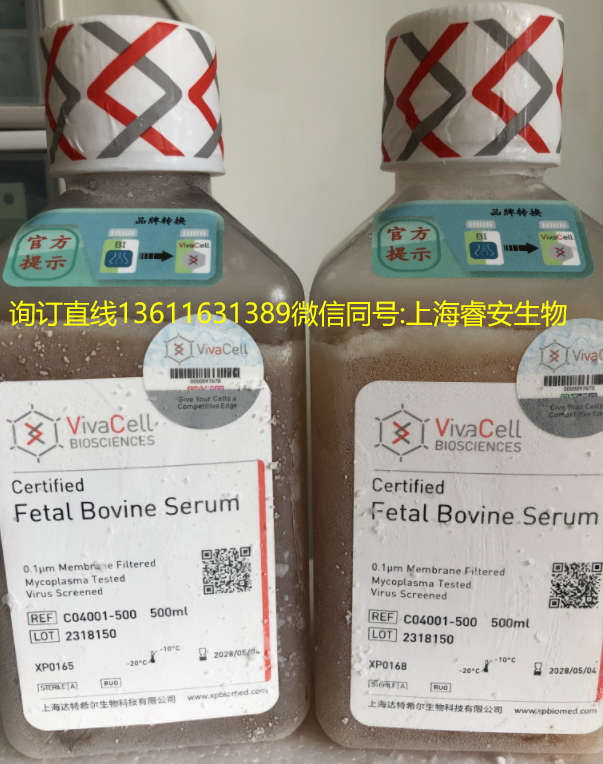 品牌转换
官方
提示
BI
VivaCell
品牌转换
官方
提示
BI
VivaCell
询订直线13611631389微信同号:上海睿安生物
VivaCell
Give Your Cells a
Competitive Edge
VivaCell
Give Your Cells
Competitive Ed
VivaCell
BIOSCIENCES
Certified
Fetal Bovine Serum
0.1μm Membrane Filtered
Mycoplasma Tested
Virus Screened
REF C04001-500 500ml
LOT 2318150
XP0165 -20°C -10°C 2028/05/04
STERILE A RUO
上海达特希尔生物科技有限公司 www.xpbiomed.com
VivaCell
BIOSCIENCES
Certified
Fetal Bovine Serum
0.1μm Membrane Filtered
Mycoplasma Tested
Virus Screened
REF C04001-500 500ml
LOT 2318150
XP0168 -20°C -10°C 2028/05/04
STERILE A RUO
上海达特希尔生物科技有限公司 www.xpbiomed.com